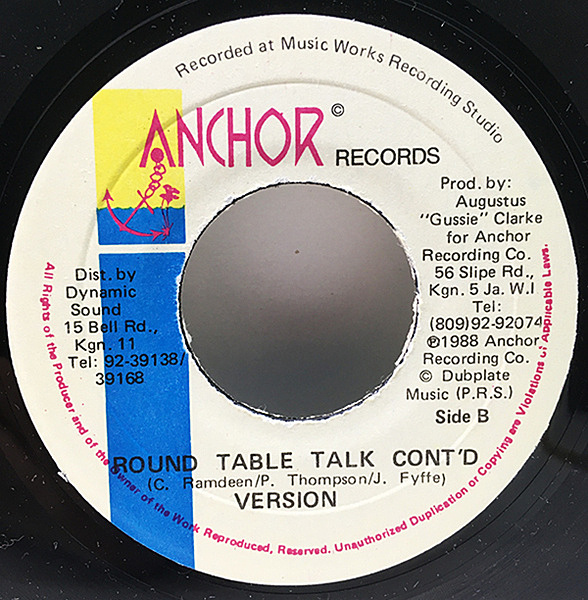 Recorded at Music Works Recording Studio
ANCHOR © RECORDS
Prod. by:
Augustus
"Gussie" Clarke
for Anchor
Recording Co.
56 Slipe Rd.,
Kgn. 5 Ja. W.I
Tel:
(809)92-92074
℗1988 Anchor
Recording Co.
© Dubplate
Music (P.R.S.)
Side B
Dist. by
Dynamic
Sound
15 Bell Rd.,
Kgn. 11
Tel: 92-39138/
39168
ROUND TABLE TALK CONT'D
(C. Ramdeen/P. Thompson/J. Fyffe)
VERSION
All Rights of the Producer and of the Owner of the Work Reproduced, Reserved. Unauthorized Duplication or Copying are Violations of Applicable Laws.